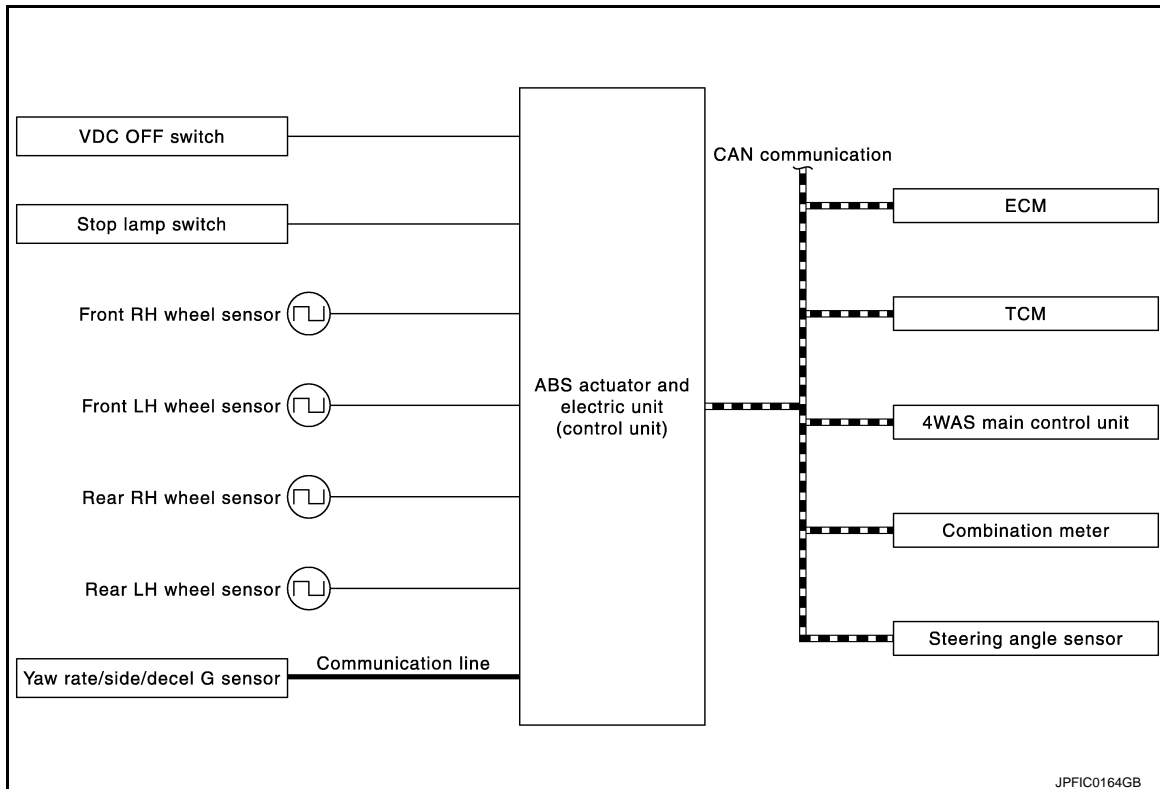 VDC OFF switch
Stop lamp switch
Front RH wheel sensor
Front LH wheel sensor
Rear RH wheel sensor
Rear LH wheel sensor
Yaw rate/side/decel G sensor
Communication line
ABS actuator and
electric unit
(control unit)
CAN communication
ECM
TCM
4WAS main control unit
Combination meter
Steering angle sensor
JPFIC0164GB